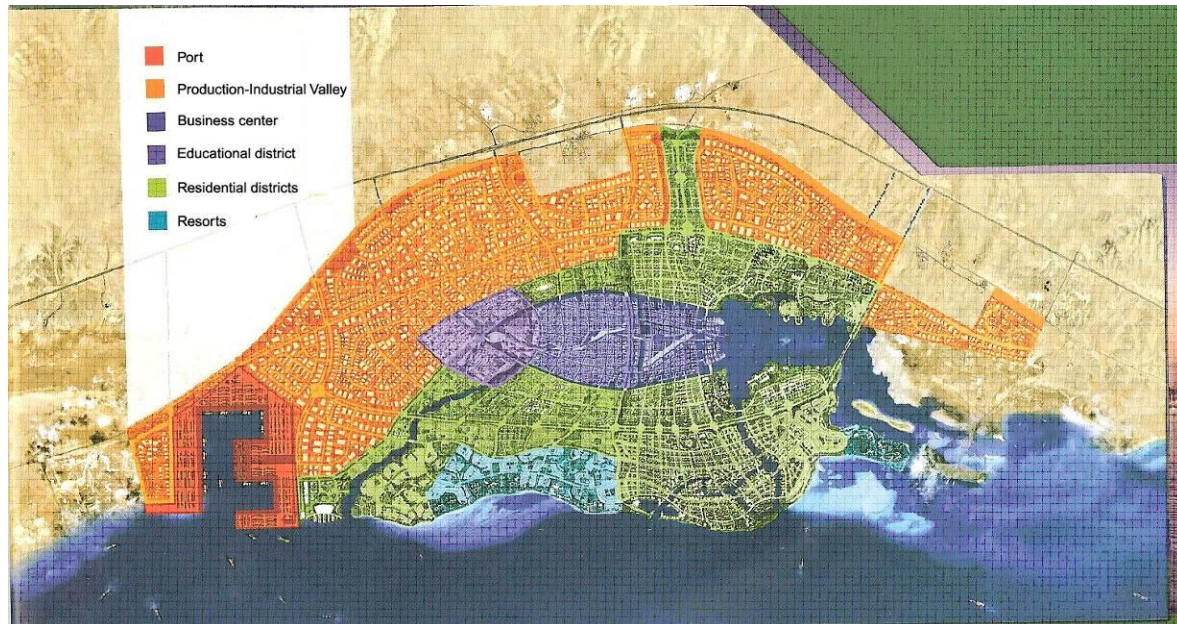 Port
Production-Industrial Valley
Business center
Educational district
Residential districts
Resorts